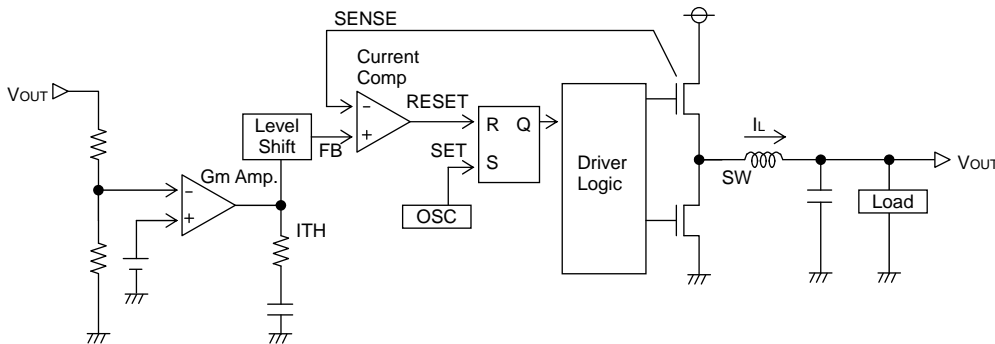 SENSE
Current
Comp
VOUT
Level
Shift
Gm Amp.
ITH
FB
-
+
-
+
RESET
SET
R Q
S
OSC
Driver
Logic
IL
SW
VOUT
Load